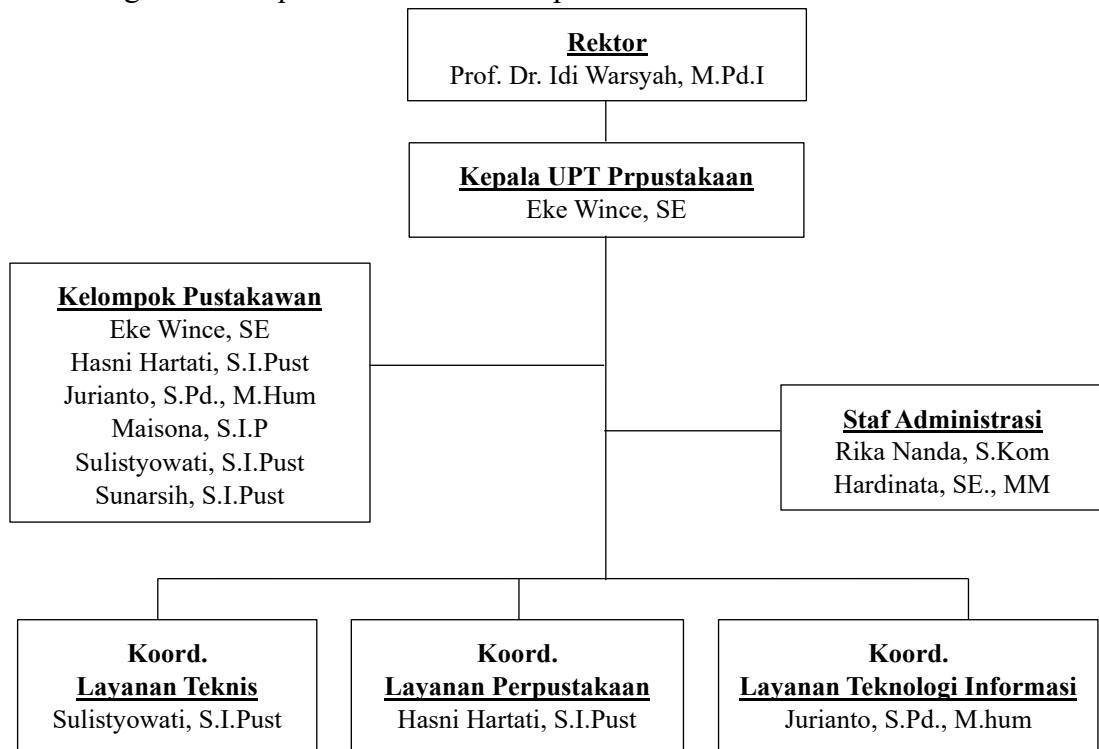 Rektor
Prof. Dr. Idi Warsyah, M.Pd.I
Kepala UPT Prpustakaan
Eke Wince, SE
Kelompok Pustakawan
Eke Wince, SE
Hasni Hartati, S.I.Pust
Jurianto, S.Pd., M.Hum
Maisona, S.I.P
Sulistyowati, S.I.Pust
Sunarsih, S.I.Pust
Staf Administrasi
Rika Nanda, S.Kom
Hardinata, SE., MM
Koord.
Layanan Teknis
Sulistyowati, S.I.Pust
Koord.
Layanan Perpustakaan
Hasni Hartati, S.I.Pust
Koord.
Layanan Teknologi Informasi
Jurianto, S.Pd., M.hum